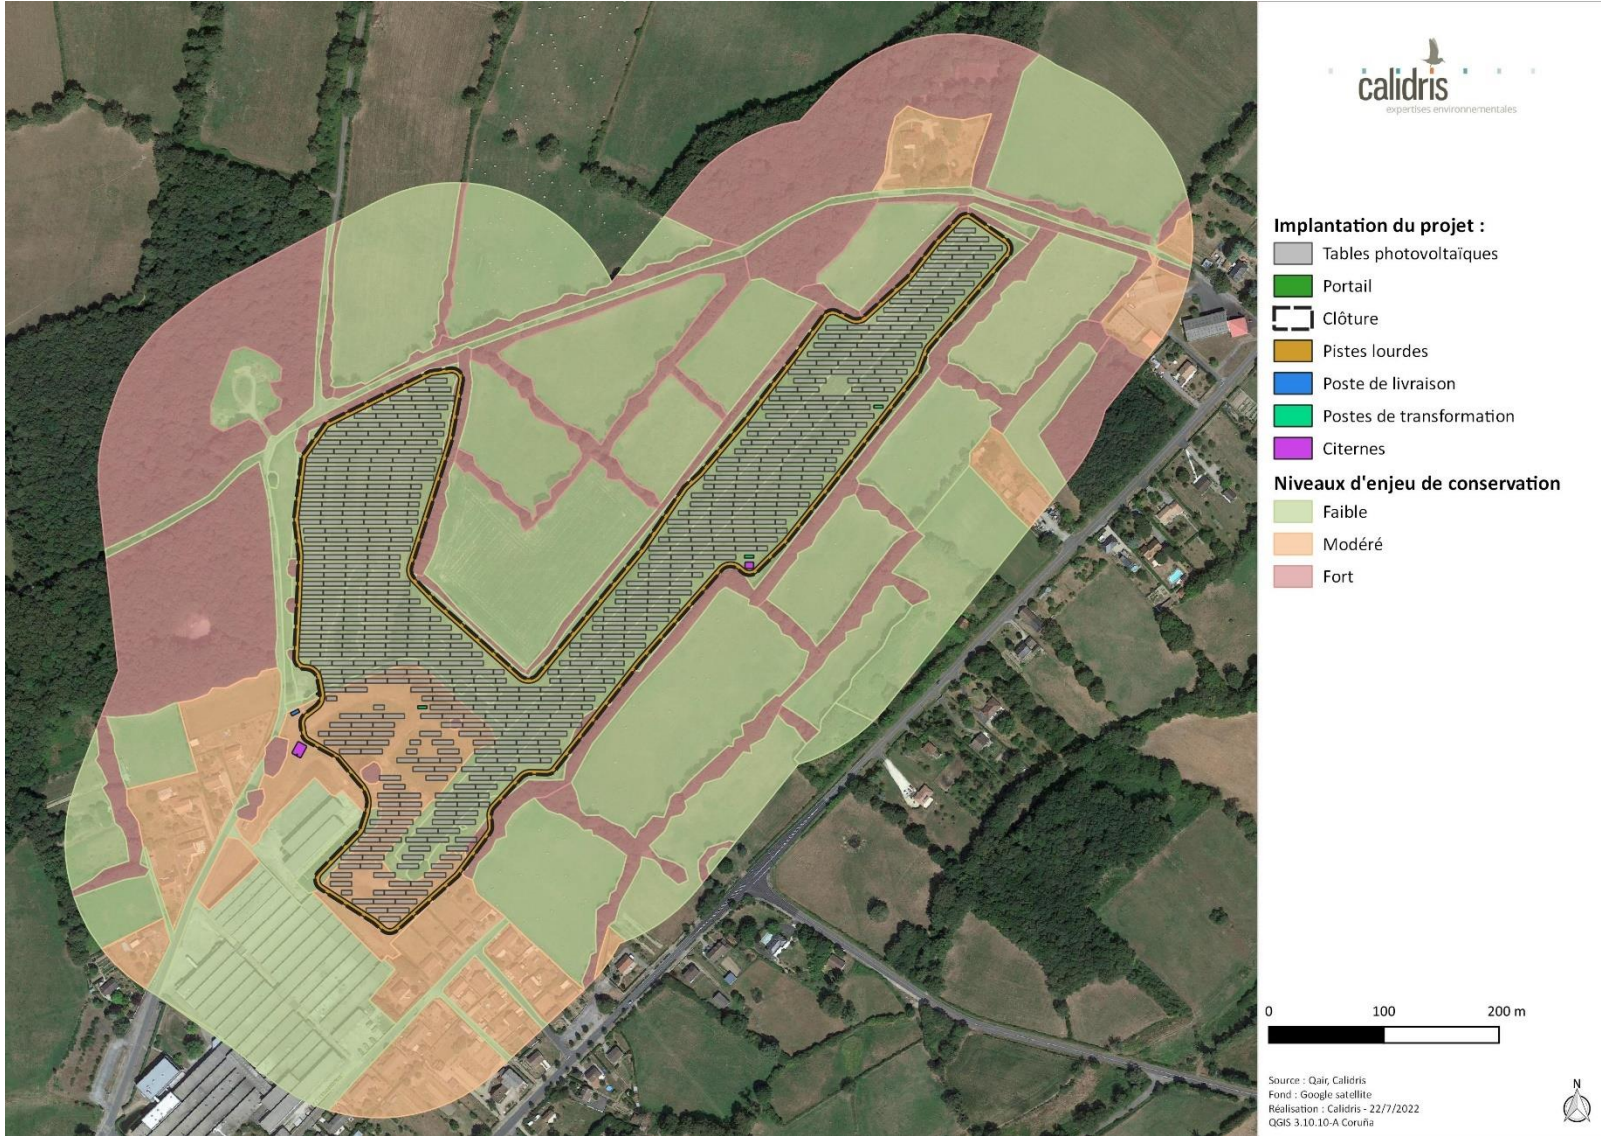 calidris
expertises environnementales
Implantation du projet :
Tables photovoltaïques
Portail
Clôture
Pistes lourdes
Poste de livraison
Postes de transformation
Citernes
Niveaux d'enjeu de conservation
Faible
Modéré
Fort
0 100 200 m
Source : Qair, Calidris
Fond : Google satellite
Réalisation : Calidris - 22/7/2022
QGIS 3.10.10-A Coruña
N